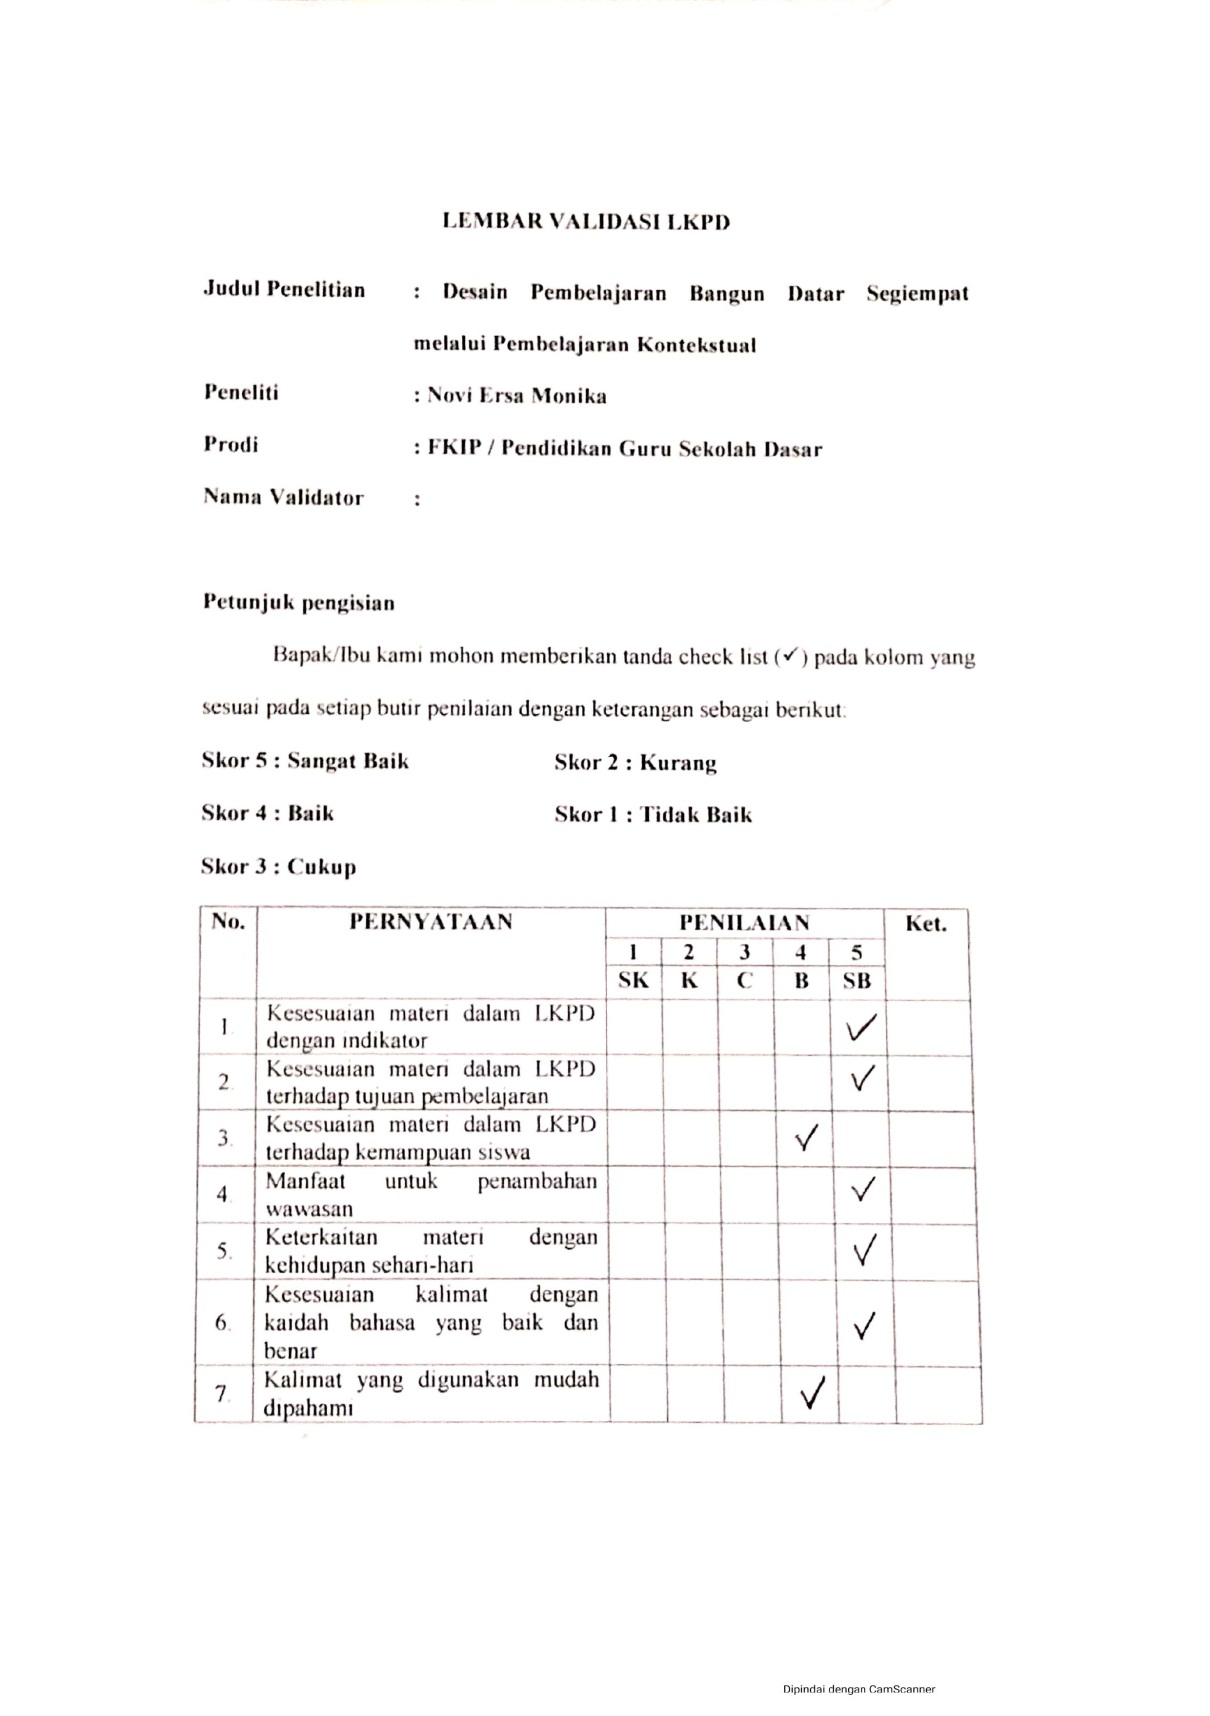 LEMBAR VALIDASI LKPD
Judul Penelitian : Desain Pembelajaran Bangun Datar Segiempat
melalui Pembelajaran Kontekstual
Peneliti : Novi Ersa Monika
Prodi : FKIP / Pendidikan Guru Sekolah Dasar
Nama Validator :
Petunjuk pengisian
Bapak/Ibu kami mohon memberikan tanda check list (✓) pada kolom yang
sesuai pada setiap butir penilaian dengan keterangan sebagai berikut:
Skor 5 : Sangat Baik Skor 2 : Kurang
Skor 4 : Baik Skor 1 : Tidak Baik
Skor 3 : Cukup
No. PERNYATAAN PENILAIAN Ket.
1 2 3 4 5
SK K C B SB
1. Kesesuaian materi dalam LKPD
dengan indikator ✓
2. Kesesuaian materi dalam LKPD
terhadap tujuan pembelajaran ✓
3. Kesesuaian materi dalam LKPD
terhadap kemampuan siswa ✓
4. Manfaat untuk penambahan
wawasan ✓
5. Keterkaitan materi dengan
kehidupan sehari-hari ✓
6. Kesesuaian kalimat dengan
kaidah bahasa yang baik dan ✓
benar
7. Kalimat yang digunakan mudah
dipahami ✓
Dipindai dengan CamScanner